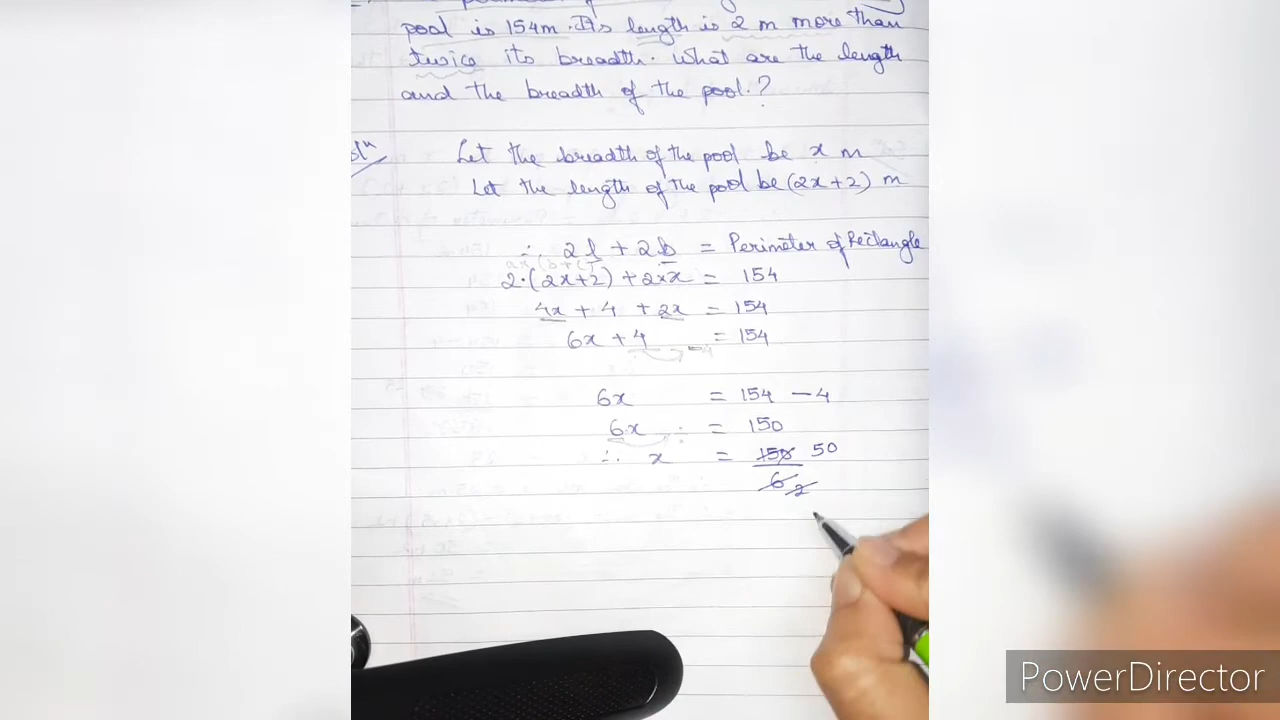 pool is 154m. Its length is 2 m more than
twice its breadth. What are the length
and the breadth of the pool.?
Solⁿ Let the breadth of the pool be x m
Let the length of the pool be (2x+2) m
∴ 2l + 2b = Perimeter of Rectangle
2·(2x+2) + 2×x = 154
4x + 4 + 2x = 154
6x + 4 = 154
6x = 154 – 4
6x = 150
∴ x = 150 50
6 2
PowerDirector